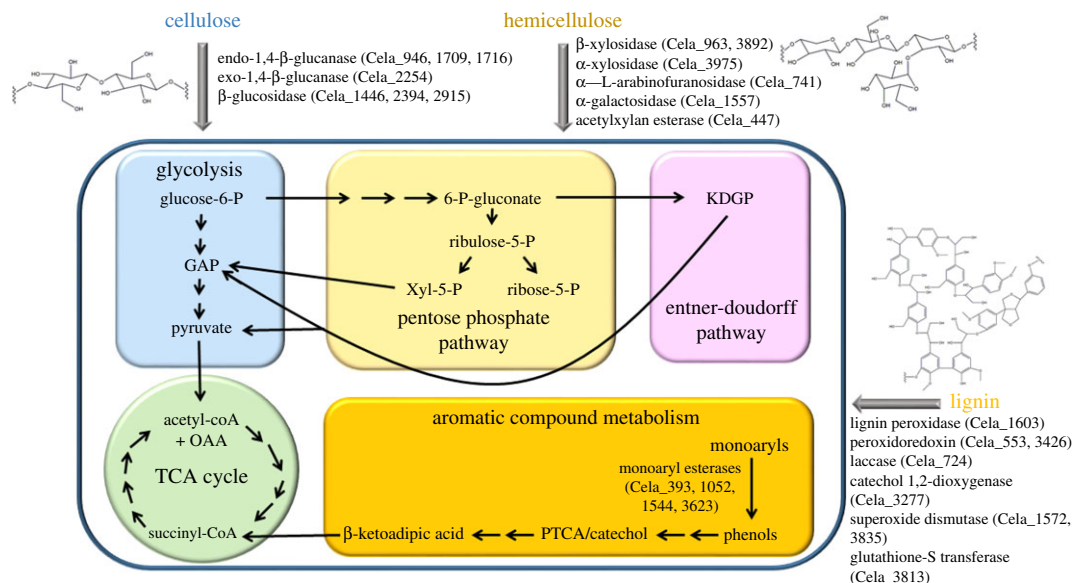 cellulose
endo-1,4-β-glucanase (Cela_946, 1709, 1716)
exo-1,4-β-glucanase (Cela_2254)
β-glucosidase (Cela_1446, 2394, 2915)
hemicellulose
β-xylosidase (Cela_963, 3892)
α-xylosidase (Cela_3975)
α—L-arabinofuranosidase (Cela_741)
α-galactosidase (Cela_1557)
acetylxylan esterase (Cela_447)
glycolysis
glucose-6-P
GAP
pyruvate
6-P-gluconate
ribulose-5-P
Xyl-5-P
ribose-5-P
pentose phosphate
pathway
KDGP
entner-doudorff
pathway
acetyl-coA
+ OAA
TCA cycle
succinyl-CoA
aromatic compound metabolism
monoaryls
monoaryl esterases
(Cela_393, 1052,
1544, 3623)
β-ketoadipic acid
PTCA/catechol
phenols
lignin
lignin peroxidase (Cela_1603)
peroxidoredoxin (Cela_553, 3426)
laccase (Cela_724)
catechol 1,2-dioxygenase
(Cela_3277)
superoxide dismutase (Cela_1572,
3835)
glutathione-S transferase
(Cela_3813)